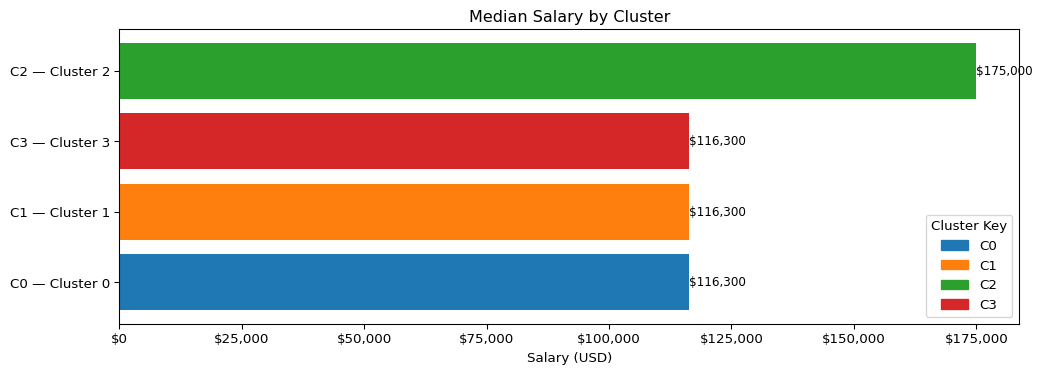 Median Salary by Cluster
C2 — Cluster 2
$175,000
C3 — Cluster 3
$116,300
C1 — Cluster 1
$116,300
C0 — Cluster 0
$116,300
Cluster Key
C0
C1
C2
C3
$0 $25,000 $50,000 $75,000 $100,000 $125,000 $150,000 $175,000
Salary (USD)